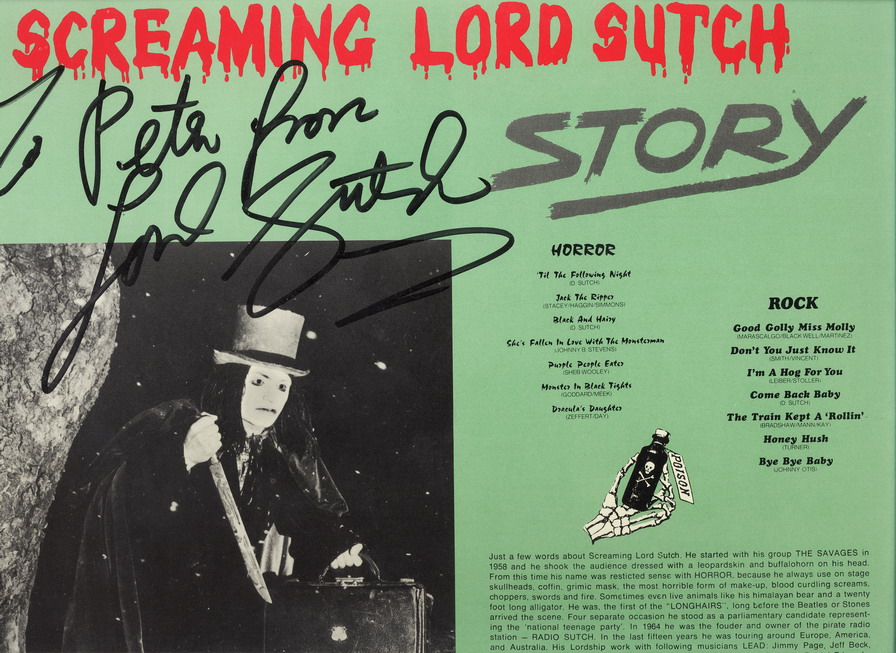 SCREAMING LORD SUTCH
To Peter from
Lord Sutch
STORY
HORROR
'Til The Following Night
(D. SUTCH)
Jack The Ripper
(STACEY/HAGGIN/SIMMONS)
Black And Hairy
(D. SUTCH)
She's Fallen In Love With The Monsterman
(JOHNNY B. STEVENS)
Purple People Eater
(SHEB WOOLEY)
Monster In Black Tights
(GODDARD/MEEK)
Dracula's Daughter
(ZEFFERT/DAY)
ROCK
Good Golly Miss Molly
(MARASCALGO/BLACK WELL/MARTINEZ)
Don't You Just Know It
(SMITH/VINCENT)
I'm A Hog For You
(LEIBER/STOLLER)
Come Back Baby
(D. SUTCH)
The Train Kept A 'Rollin'
(BRADSHAW/MANN/KAY)
Honey Hush
(TURNER)
Bye Bye Baby
(JOHNNY OTIS)
POISON
Just a few words about Screaming Lord Sutch. He started with his group THE SAVAGES in
1958 and he shook the audience dressed with a leopardskin and buffalohorn on his head.
From this time his name was resticted sense with HORROR, because he always use on stage
skullheads, coffin, grimic mask, the most horrible form of make-up, blood curdling screams,
choppers, swords and fire. Sometimes even live animals like his himalayan bear and a twenty
foot long alligator. He was, the first of the "LONGHAIRS", long before the Beatles or Stones
arrived the scene. Four separate occasion he stood as a parliamentary candidate represent-
ing the 'national teenage party'. In 1964 he was the fouder and owner of the pirate radio
station — RADIO SUTCH. In the last fifteen years he was touring around Europe, America,
and Australia. His Lordship work with following musicians LEAD: Jimmy Page, Jeff Beck,